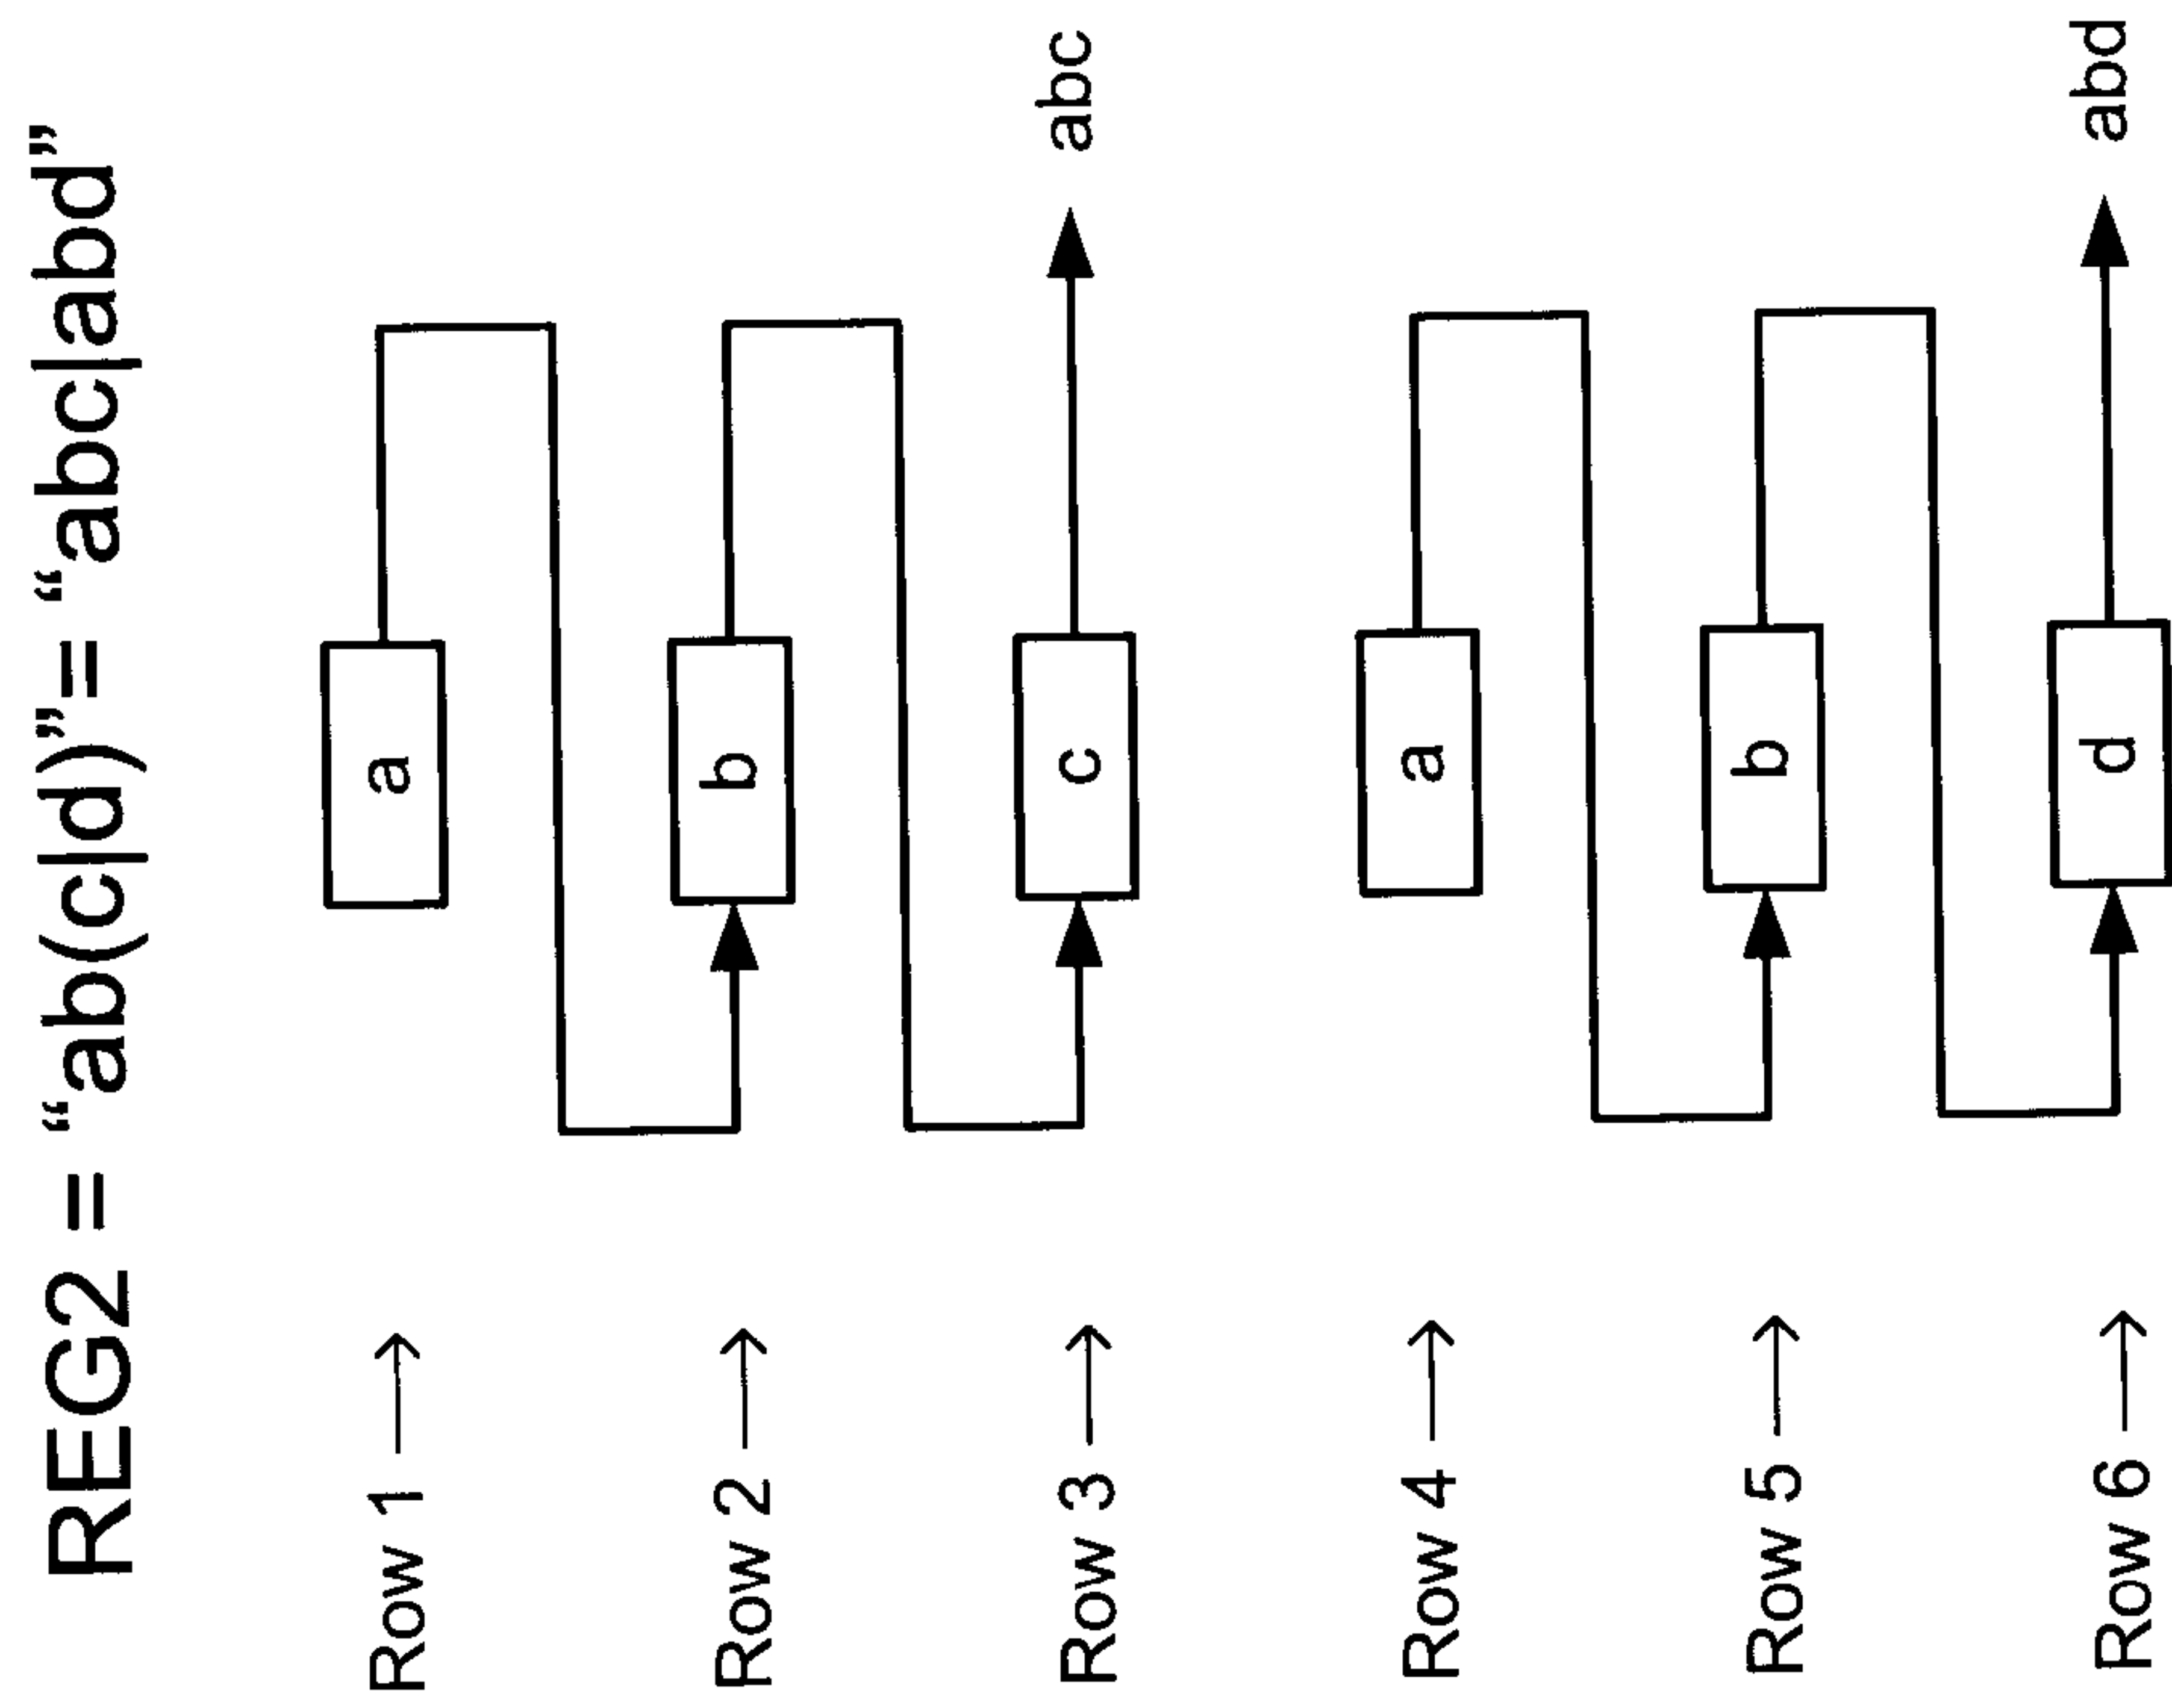 REG2 = “ab(c|d)”= “abc|abd”
Row 1 → a
Row 2 → b
Row 3 → c abc
Row 4 → a
Row 5 → b
Row 6 → d abd